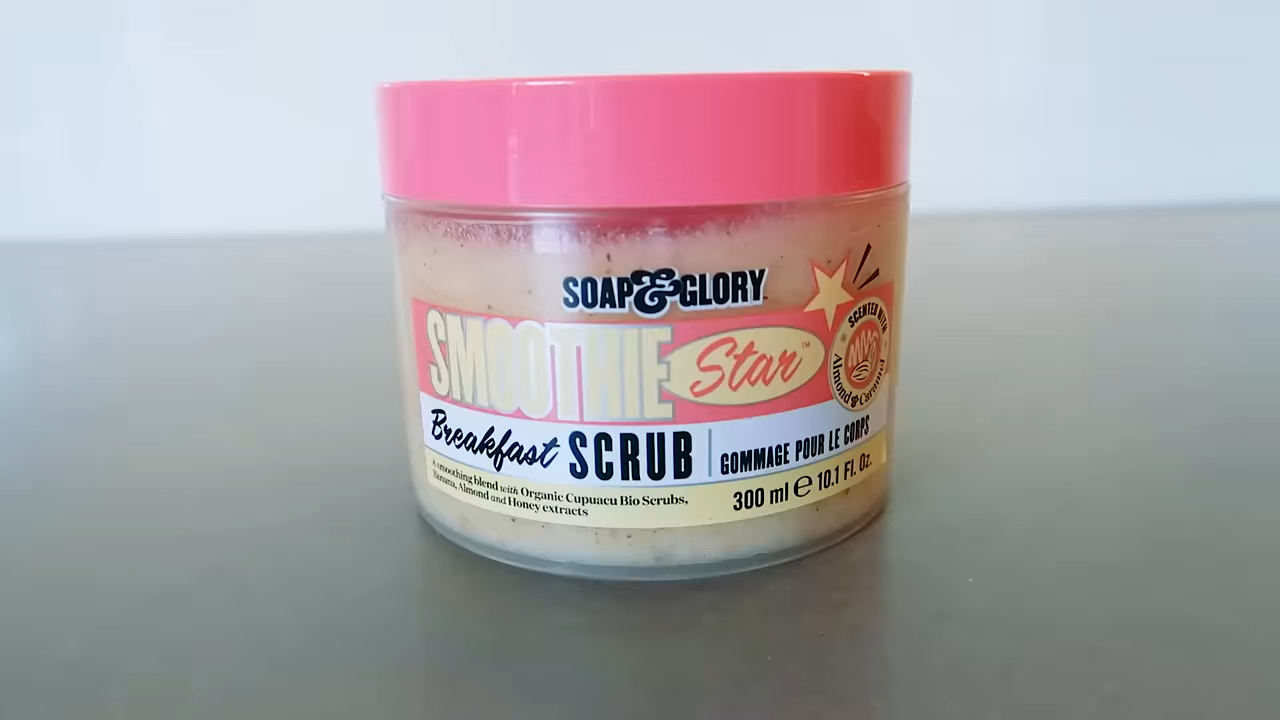 SOAP & GLORY
SMOOTHIE Star™
SCENTED WITH
Almond & Caramel
Breakfast SCRUB | GOMMAGE POUR LE CORPS
A smoothing blend with Organic Cupuacu Bio Scrubs,
Banana, Almond and Honey extracts
300 ml ℮ 10.1 Fl. Oz.